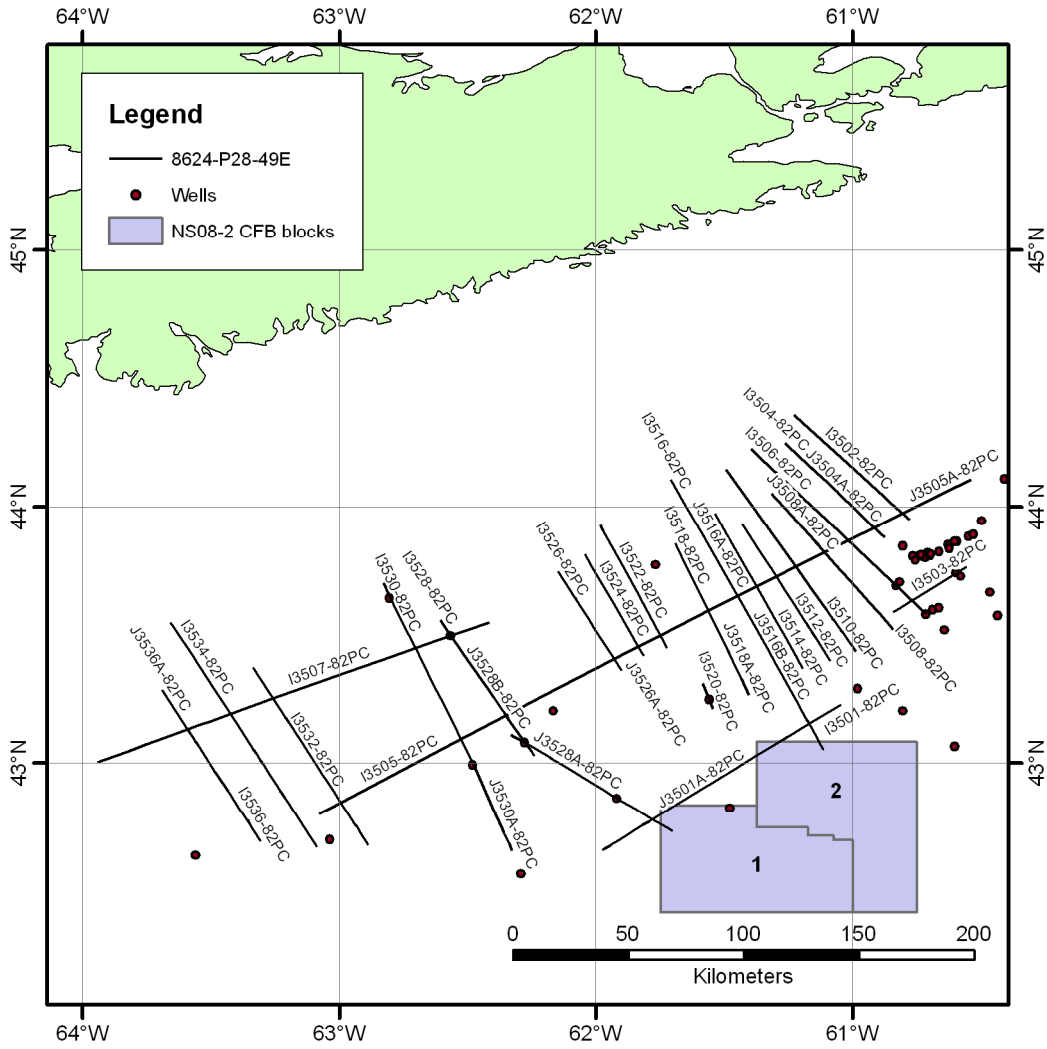 64°W
63°W
62°W
61°W
Legend
8624-P28-49E
Wells
NS08-2 CFB blocks
45°N
45°N
44°N
44°N
43°N
43°N
I3504-82PC
I3502-82PC
I3506-82PC
J3504A-82PC
J3505A-82PC
I3516-82PC
J3508A-82PC
J3516A-82PC
I3518-82PC
I3503-82PC
I3526-82PC
I3524-82PC
I3522-82PC
I3530-82PC
I3528-82PC
I3510-82PC
I3512-82PC
I3514-82PC
J3516B-82PC
I3508-82PC
J3536A-82PC
I3534-82PC
I3507-82PC
J3528B-82PC
J3526A-82PC
I3520-82PC
J3518A-82PC
I3501-82PC
I3532-82PC
I3505-82PC
J3528A-82PC
J3501A-82PC
I3536-82PC
J3530A-82PC
2
1
0
50
100
150
200
Kilometers
64°W
63°W
62°W
61°W